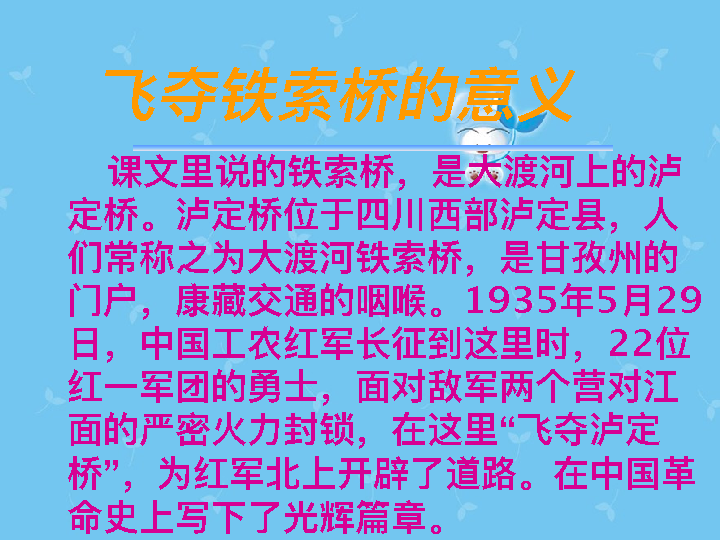 飞夺铁索桥的意义
课文里说的铁索桥，是大渡河上的泸
定桥。泸定桥位于四川西部泸定县，人
们常称之为大渡河铁索桥，是甘孜州的
门户，康藏交通的咽喉。1935年5月29
日，中国工农红军长征到这里时，22位
红一军团的勇士，面对敌军两个营对江
面的严密火力封锁，在这里“飞夺泸定
桥”，为红军北上开辟了道路。在中国革
命史上写下了光辉篇章。